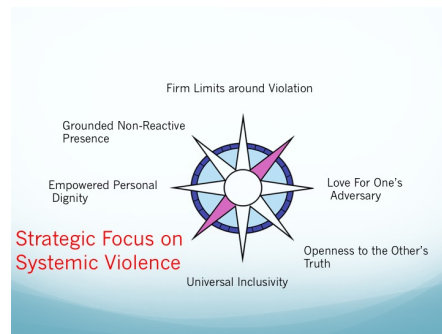 Firm Limits around Violation
Grounded Non-Reactive
Presence
Empowered Personal
Dignity
Love For One's
Adversary
Strategic Focus on
Systemic Violence
Openness to the Other's
Truth
Universal Inclusivity